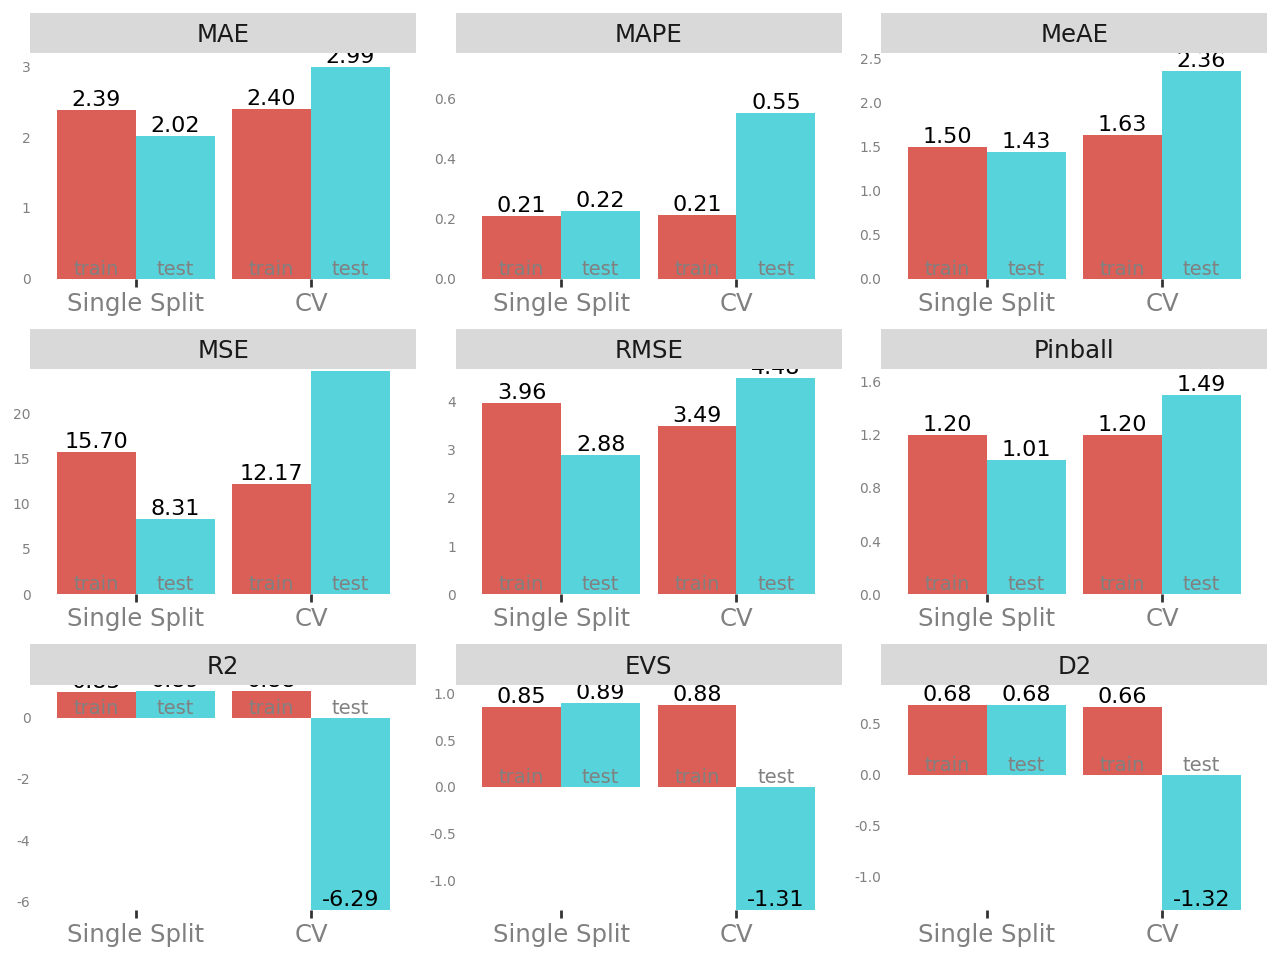 MAE
MAPE
MeAE
3
2
1
0
2.39
2.02
2.40
2.99
train
test
train
test
Single Split
CV
0.6
0.4
0.2
0.0
0.21
0.22
0.21
0.55
train
test
train
test
Single Split
CV
2.5
2.0
1.5
1.0
0.5
0.0
1.50
1.43
1.63
2.36
train
test
train
test
Single Split
CV
MSE
RMSE
Pinball
20
15
10
5
0
15.70
8.31
12.17
train
test
train
test
Single Split
CV
4
3
2
1
0
3.96
2.88
3.49
4.48
train
test
train
test
Single Split
CV
1.6
1.2
0.8
0.4
0.0
1.20
1.01
1.20
1.49
train
test
train
test
Single Split
CV
R2
EVS
D2
0
-2
-4
-6
train
test
train
test
-6.29
Single Split
CV
1.0
0.5
0.0
-0.5
-1.0
0.85
0.89
0.88
train
test
train
test
-1.31
Single Split
CV
0.5
0.0
-0.5
-1.0
0.68
0.68
0.66
train
test
train
test
-1.32
Single Split
CV